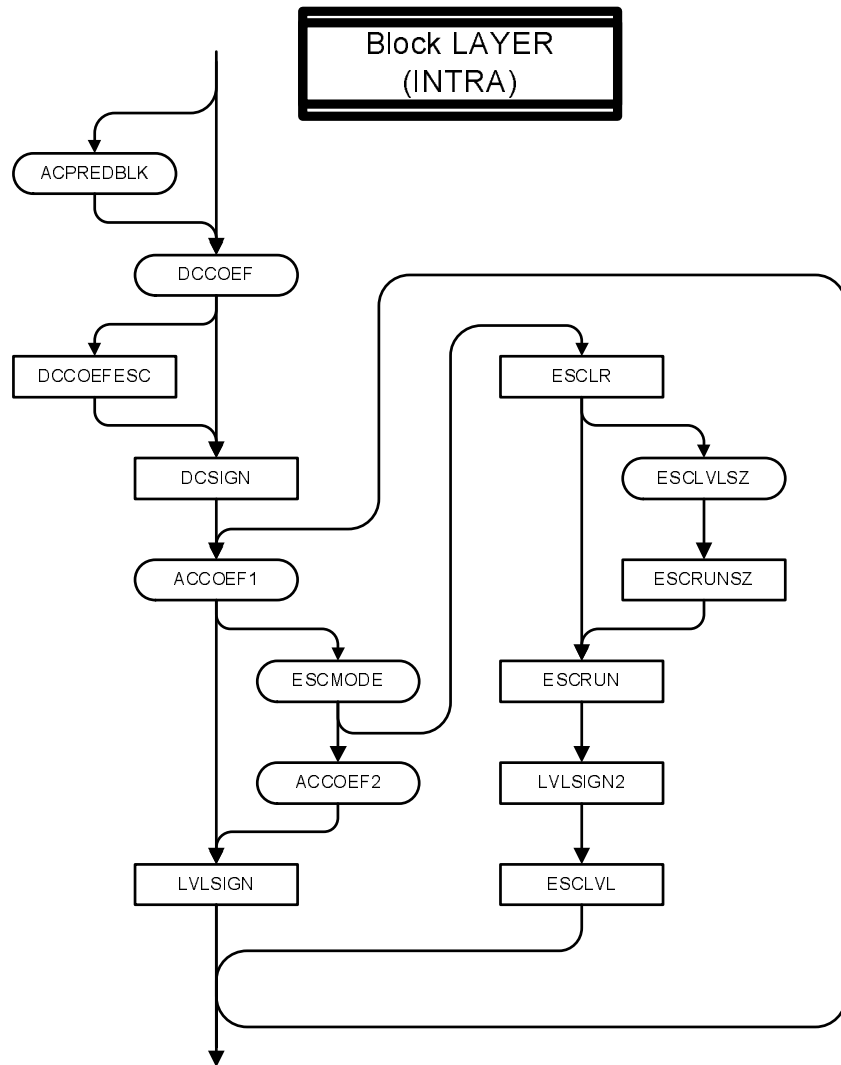 Block LAYER
(INTRA)
ACPREDBLK
DCCOEF
DCCOEFESC
ESCLR
DCSIGN
ESCLVLSZ
ACCOEF1
ESCRUNSZ
ESCMODE
ESCRUN
ACCOEF2
LVLSIGN2
LVLSIGN
ESCLVL